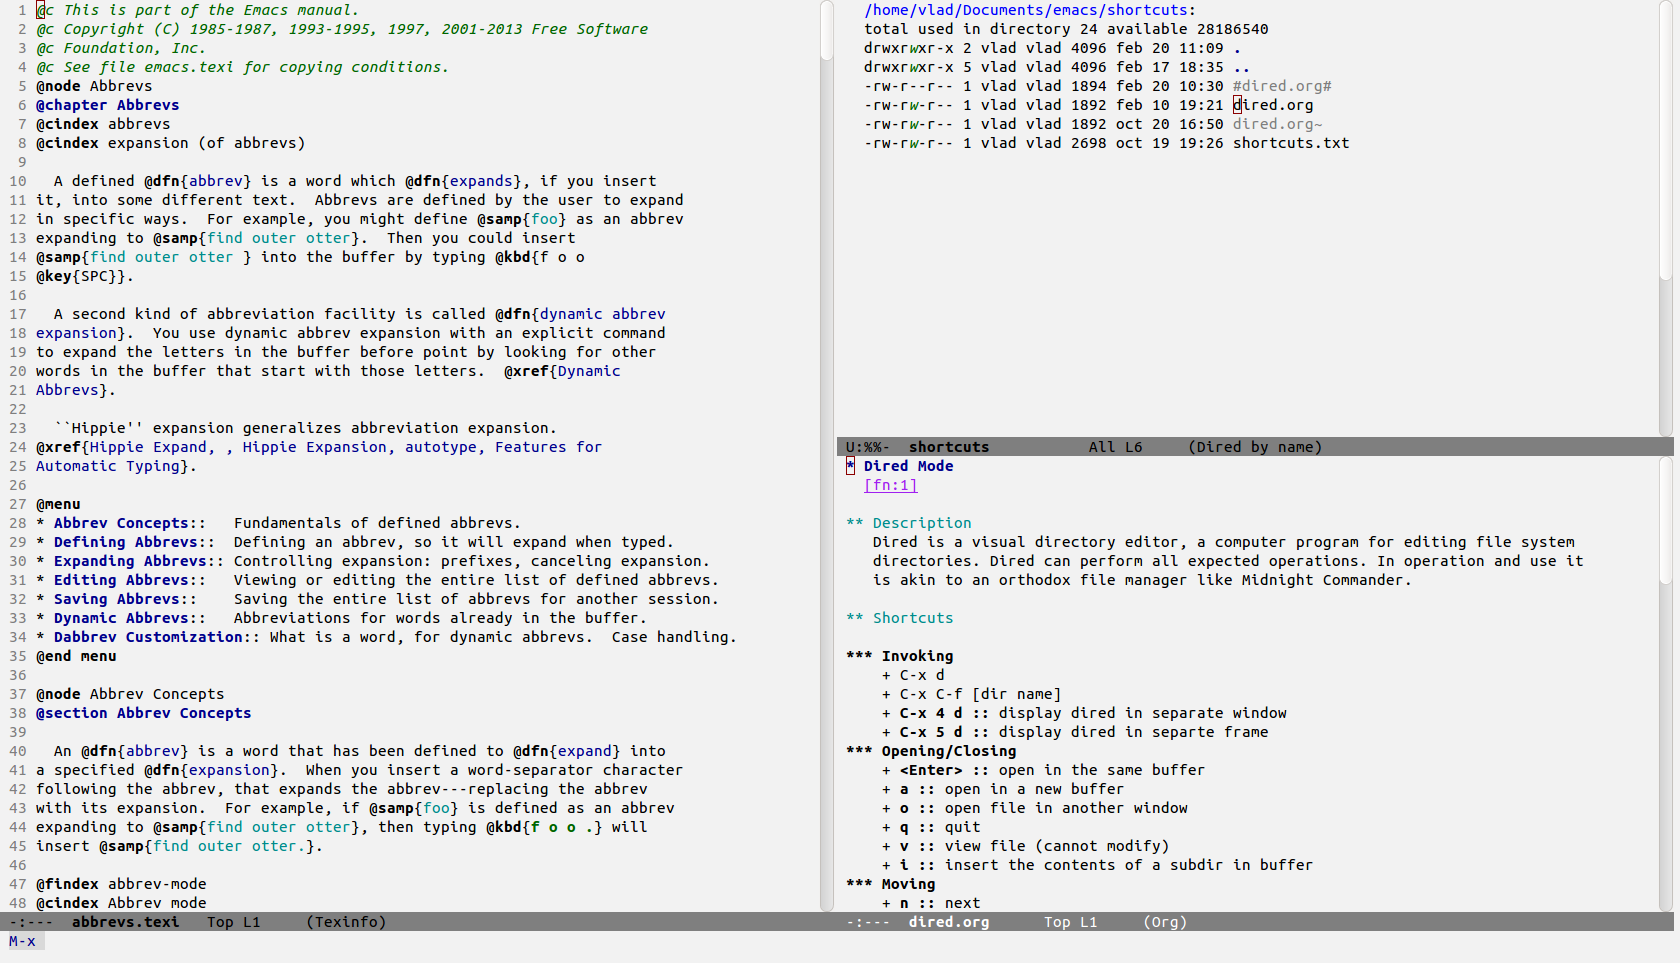 1 @c This is part of the Emacs manual.
2 @c Copyright (C) 1985-1987, 1993-1995, 1997, 2001-2013 Free Software
3 @c Foundation, Inc.
4 @c See file emacs.texi for copying conditions.
5 @node Abbrevs
6 @chapter Abbrevs
7 @cindex abbrevs
8 @cindex expansion (of abbrevs)
9
10   A defined @dfn{abbrev} is a word which @dfn{expands}, if you insert
11 it, into some different text.  Abbrevs are defined by the user to expand
12 in specific ways.  For example, you might define @samp{foo} as an abbrev
13 expanding to @samp{find outer otter}.  Then you could insert
14 @samp{find outer otter } into the buffer by typing @kbd{f o o
15 @key{SPC}}.
16
17   A second kind of abbreviation facility is called @dfn{dynamic abbrev
18 expansion}.  You use dynamic abbrev expansion with an explicit command
19 to expand the letters in the buffer before point by looking for other
20 words in the buffer that start with those letters.  @xref{Dynamic
21 Abbrevs}.
22
23   ``Hippie'' expansion generalizes abbreviation expansion.
24 @xref{Hippie Expand, , Hippie Expansion, autotype, Features for
25 Automatic Typing}.
26
27 @menu
28 * Abbrev Concepts::   Fundamentals of defined abbrevs.
29 * Defining Abbrevs::  Defining an abbrev, so it will expand when typed.
30 * Expanding Abbrevs:: Controlling expansion: prefixes, canceling expansion.
31 * Editing Abbrevs::   Viewing or editing the entire list of defined abbrevs.
32 * Saving Abbrevs::    Saving the entire list of abbrevs for another session.
33 * Dynamic Abbrevs::   Abbreviations for words already in the buffer.
34 * Dabbrev Customization:: What is a word, for dynamic abbrevs.  Case handling.
35 @end menu
36
37 @node Abbrev Concepts
38 @section Abbrev Concepts
39
40   An @dfn{abbrev} is a word that has been defined to @dfn{expand} into
41 a specified @dfn{expansion}.  When you insert a word-separator character
42 following the abbrev, that expands the abbrev---replacing the abbrev
43 with its expansion.  For example, if @samp{foo} is defined as an abbrev
44 expanding to @samp{find outer otter}, then typing @kbd{f o o .} will
45 insert @samp{find outer otter.}.
46
47 @findex abbrev-mode
48 @cindex Abbrev mode
-:---  abbrevs.texi   Top L1     (Texinfo)
M-x
/home/vlad/Documents/emacs/shortcuts:
total used in directory 24 available 28186540
drwxrwxr-x 2 vlad vlad 4096 feb 20 11:09 .
drwxrwxr-x 5 vlad vlad 4096 feb 17 18:35 ..
-rw-r--r-- 1 vlad vlad 1894 feb 20 10:30 #dired.org#
-rw-rw-r-- 1 vlad vlad 1892 feb 10 19:21 dired.org
-rw-rw-r-- 1 vlad vlad 1892 oct 20 16:50 dired.org~
-rw-rw-r-- 1 vlad vlad 2698 oct 19 19:26 shortcuts.txt
U:%%-  shortcuts           All L6     (Dired by name)
* Dired Mode
[fn:1]
** Description
Dired is a visual directory editor, a computer program for editing file system
directories. Dired can perform all expected operations. In operation and use it
is akin to an orthodox file manager like Midnight Commander.
** Shortcuts
*** Invoking
+ C-x d
+ C-x C-f [dir name]
+ C-x 4 d :: display dired in separate window
+ C-x 5 d :: display dired in separte frame
*** Opening/Closing
+ <Enter> :: open in the same buffer
+ a :: open in a new buffer
+ o :: open file in another window
+ q :: quit
+ v :: view file (cannot modify)
+ i :: insert the contents of a subdir in buffer
*** Moving
+ n :: next
-:---  dired.org      Top L1     (Org)